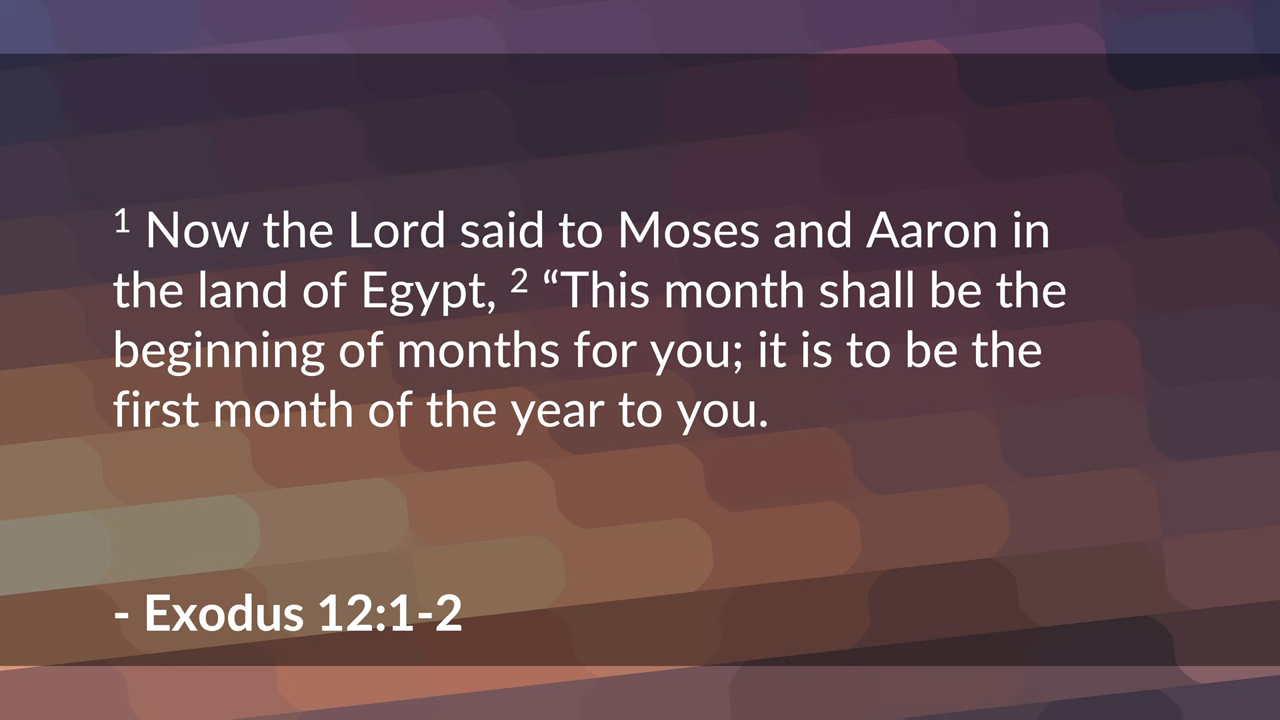 1 Now the Lord said to Moses and Aaron in
the land of Egypt, 2 “This month shall be the
beginning of months for you; it is to be the
first month of the year to you.
- Exodus 12:1-2